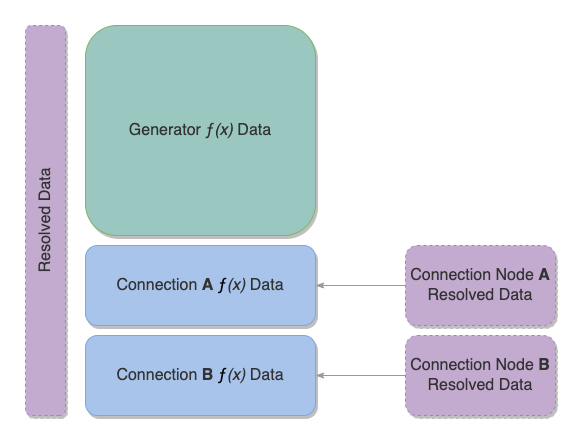 Resolved Data
Generator ƒ(x) Data
Connection A ƒ(x) Data
Connection Node A
Resolved Data
Connection B ƒ(x) Data
Connection Node B
Resolved Data